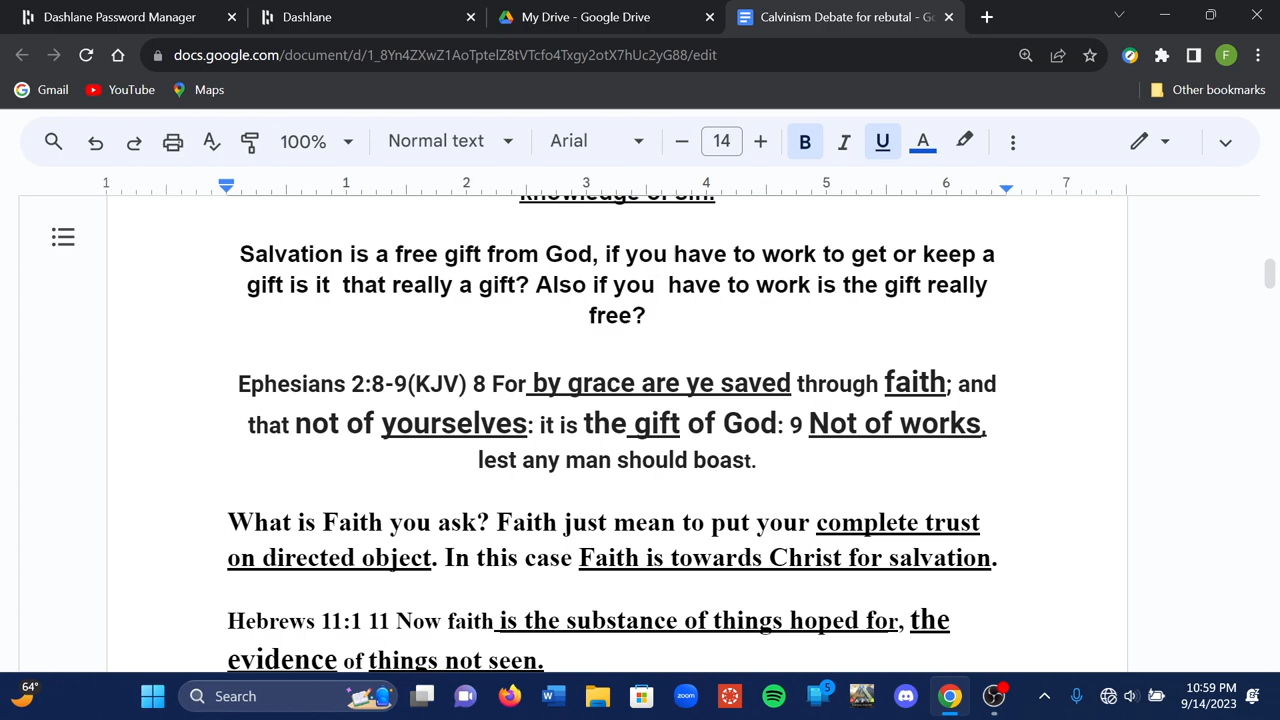 Dashlane Password Manager
Dashlane
My Drive - Google Drive
Calvinism Debate for rebutal - Go
docs.google.com/document/d/1_8Yn4ZXwZ1AoTptelZ8tVTcfo4Txgy2otX7hUc2yG88/edit
F
Gmail
YouTube
Maps
Other bookmarks
100%
Normal text
Arial
14
B
I
U
A
1 1 2 3 4 5 6 7
knowledge of sin.
Salvation is a free gift from God, if you have to work to get or keep a
gift is it that really a gift? Also if you have to work is the gift really
free?
Ephesians 2:8-9(KJV) 8 For by grace are ye saved through faith; and
that not of yourselves: it is the gift of God: 9 Not of works,
lest any man should boast.
What is Faith you ask? Faith just mean to put your complete trust
on directed object. In this case Faith is towards Christ for salvation.
Hebrews 11:1 11 Now faith is the substance of things hoped for, the
evidence of things not seen.
64°
Search
zoom
5
10:59 PM
9/14/2023